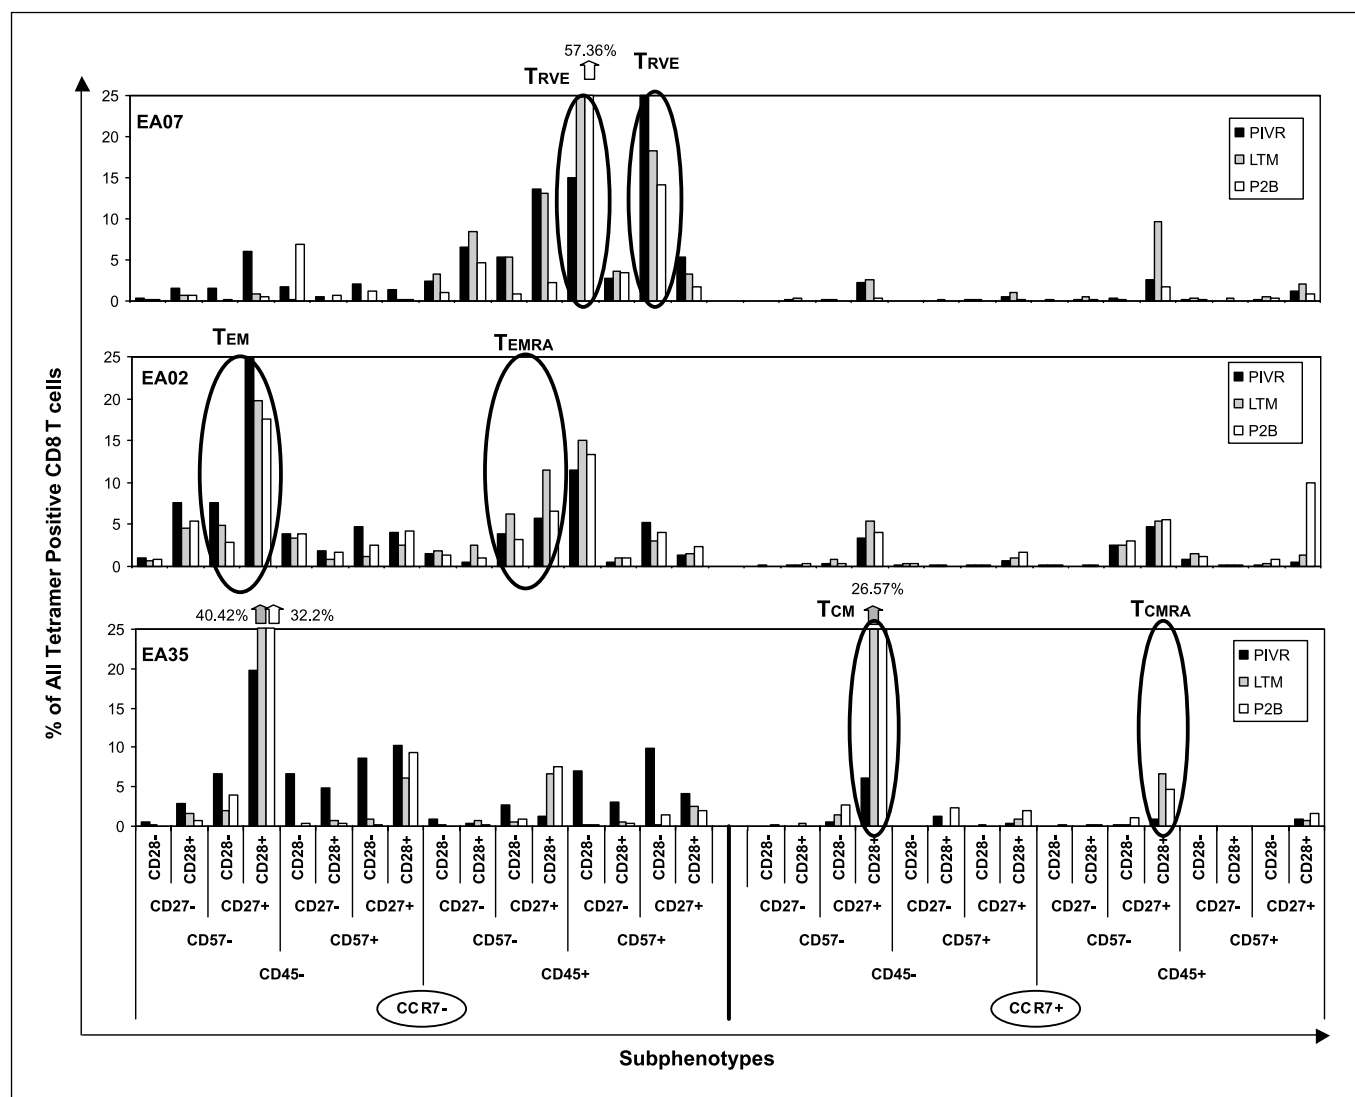 57.36%
TRVE
TRVE
25
20
15
10
5
0
EA07
PIVR
LTM
P2B
TEM
TEMRA
25
20
15
10
5
0
EA02
PIVR
LTM
P2B
40.42%
32.2%
26.57%
TCM
TCMRA
25
20
15
10
5
0
EA35
PIVR
LTM
P2B
% of All Tetramer Positive CD8 T cells
CD28- CD28+ CD28- CD28+ CD28- CD28+ CD28- CD28+ CD28- CD28+ CD28- CD28+ CD28- CD28+ CD28- CD28+ CD28- CD28+ CD28- CD28+ CD28- CD28+ CD28- CD28+ CD28- CD28+ CD28- CD28+ CD28- CD28+ CD28- CD28+
CD27- CD27+ CD27- CD27+ CD27- CD27+ CD27- CD27+ CD27- CD27+ CD27- CD27+ CD27- CD27+ CD27- CD27+
CD57- CD57+ CD57- CD57+ CD57- CD57+ CD57- CD57+
CD45- CD45+ CD45- CD45+
CCR7- CCR7+
Subphenotypes